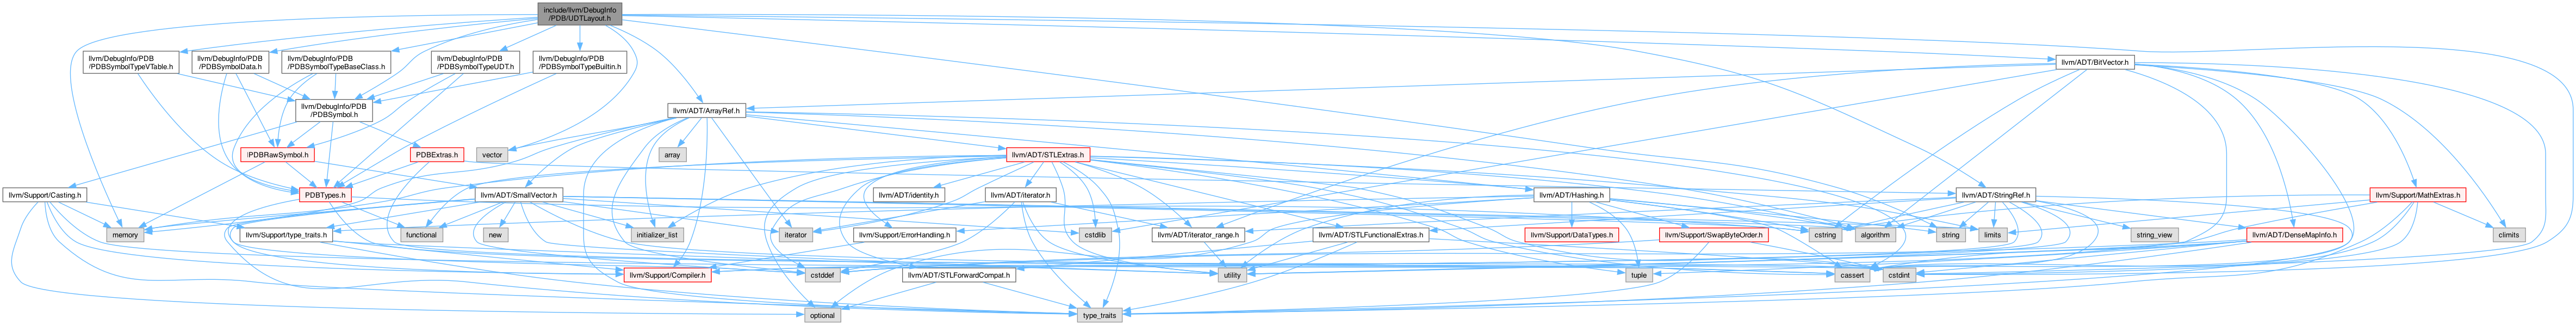 include/llvm/DebugInfo
/PDB/UDTLayout.h
llvm/DebugInfo/PDB
/PDBSymbolTypeVTable.h
llvm/DebugInfo/PDB
/PDBSymbolData.h
llvm/DebugInfo/PDB
/PDBSymbolTypeBaseClass.h
llvm/DebugInfo/PDB
/PDBSymbolTypeUDT.h
llvm/DebugInfo/PDB
/PDBSymbolTypeBuiltin.h
llvm/ADT/BitVector.h
llvm/DebugInfo/PDB
/PDBSymbol.h
llvm/ADT/ArrayRef.h
IPDBRawSymbol.h
PDBExtras.h
vector
array
llvm/ADT/STLExtras.h
llvm/Support/Casting.h
PDBTypes.h
llvm/ADT/SmallVector.h
llvm/ADT/identity.h
llvm/ADT/iterator.h
llvm/ADT/Hashing.h
llvm/ADT/StringRef.h
llvm/Support/MathExtras.h
memory
llvm/Support/type_traits.h
functional
new
initializer_list
iterator
llvm/Support/ErrorHandling.h
cstdlib
llvm/ADT/iterator_range.h
llvm/ADT/STLFunctionalExtras.h
llvm/Support/DataTypes.h
llvm/Support/SwapByteOrder.h
cstring
algorithm
string
limits
string_view
llvm/ADT/DenseMapInfo.h
climits
llvm/Support/Compiler.h
cstddef
llvm/ADT/STLForwardCompat.h
utility
tuple
cassert
cstdint
optional
type_traits